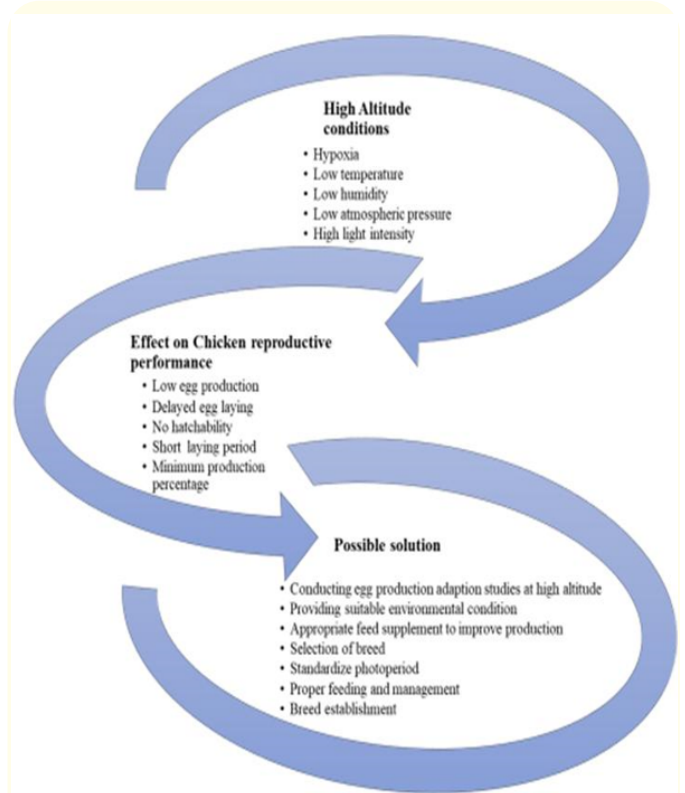 High Altitude
conditions
• Hypoxia
• Low temperature
• Low humidity
• Low atmospheric pressure
• High light intensity
Effect on Chicken reproductive
performance
• Low egg production
• Delayed egg laying
• No hatchability
• Short laying period
• Minimum production
percentage
Possible solution
• Conducting egg production adaption studies at high altitude
• Providing suitable environmental condition
• Appropriate feed supplement to improve production
• Selection of breed
• Standardize photoperiod
• Proper feeding and management
• Breed establishment